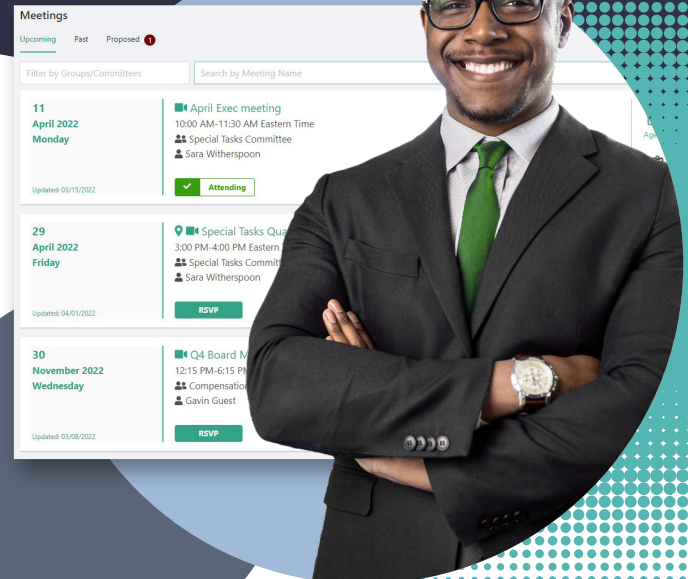 Meetings
Upcoming Past Proposed 1
Filter by Groups/Committees Search by Meeting Name
11
April 2022
Monday
Updated: 03/15/2022
April Exec meeting
10:00 AM-11:30 AM Eastern Time
Special Tasks Committee
Sara Witherspoon
Attending
29
April 2022
Friday
Updated: 04/01/2022
Special Tasks Qua
3:00 PM-4:00 PM Eastern
Special Tasks Committ
Sara Witherspoon
RSVP
30
November 2022
Wednesday
Updated: 03/08/2022
Q4 Board M
12:15 PM-6:15 PM
Compensation
Gavin Guest
RSVP